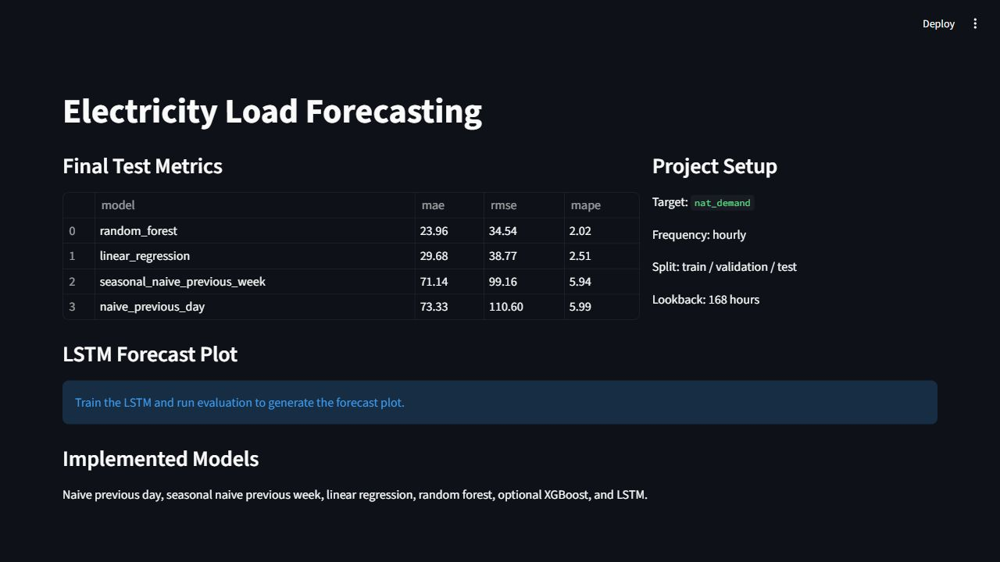 Deploy
Electricity Load Forecasting
Final Test Metrics
model mae rmse mape
0 random_forest 23.96 34.54 2.02
1 linear_regression 29.68 38.77 2.51
2 seasonal_naive_previous_week 71.14 99.16 5.94
3 naive_previous_day 73.33 110.60 5.99
Project Setup
Target: nat_demand
Frequency: hourly
Split: train / validation / test
Lookback: 168 hours
LSTM Forecast Plot
Train the LSTM and run evaluation to generate the forecast plot.
Implemented Models
Naive previous day, seasonal naive previous week, linear regression, random forest, optional XGBoost, and LSTM.